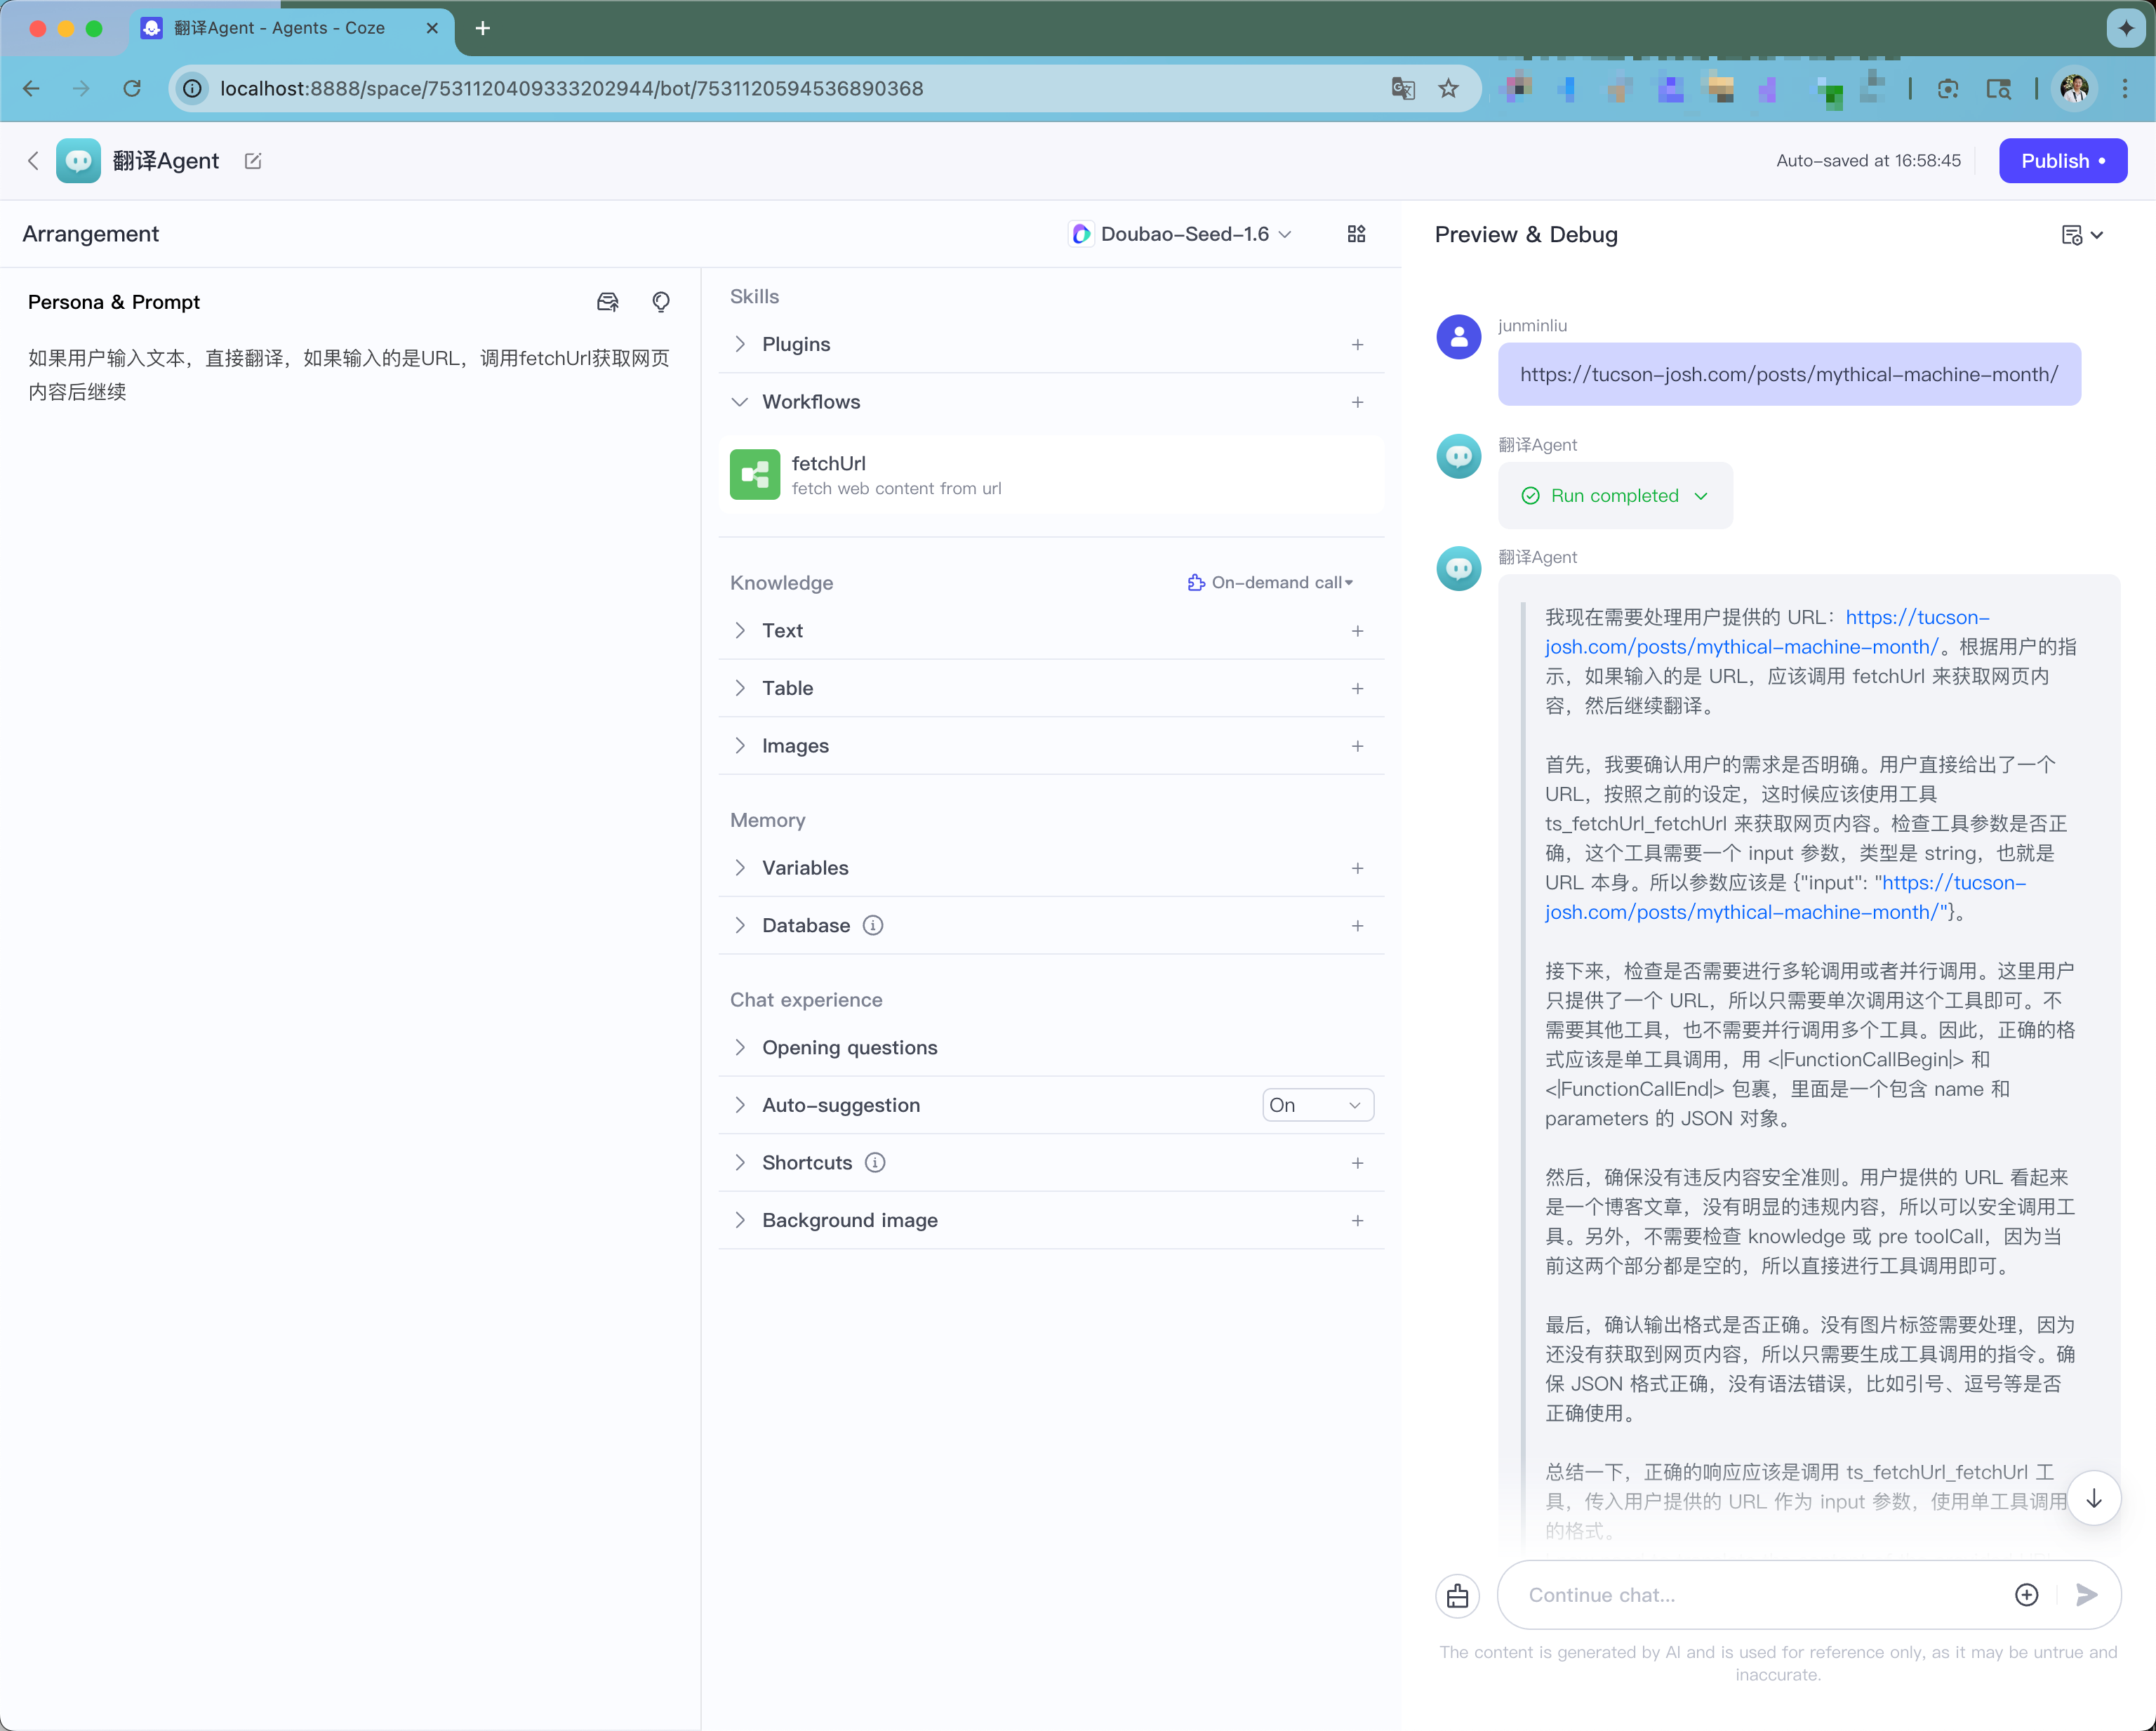 翻译Agent - Agents - Coze
localhost:8888/space/7531120409333202944/bot/7531120594536890368
翻译Agent
Auto-saved at 16:58:45
Publish •
Arrangement
Doubao-Seed-1.6
Preview & Debug
Persona & Prompt
如果用户输入文本，直接翻译，如果输入的是URL，调用fetchUrl获取网页
内容后继续
Skills
Plugins
Workflows
fetchUrl
fetch web content from url
Knowledge
On-demand call
Text
Table
Images
Memory
Variables
Database
Chat experience
Opening questions
Auto-suggestion
On
Shortcuts
Background image
junminliu
https://tucson-josh.com/posts/mythical-machine-month/
翻译Agent
Run completed
翻译Agent
我现在需要处理用户提供的 URL：https://tucson-
josh.com/posts/mythical-machine-month/。根据用户的指
示，如果输入的是 URL，应该调用 fetchUrl 来获取网页内
容，然后继续翻译。
首先，我要确认用户的需求是否明确。用户直接给出了一个
URL，按照之前的设定，这时候应该使用工具
ts_fetchUrl_fetchUrl 来获取网页内容。检查工具参数是否正
确，这个工具需要一个 input 参数，类型是 string，也就是
URL 本身。所以参数应该是 {"input": "https://tucson-
josh.com/posts/mythical-machine-month/"}。
接下来，检查是否需要进行多轮调用或者并行调用。这里用户
只提供了一个 URL，所以只需要单次调用这个工具即可。不
需要其他工具，也不需要并行调用多个工具。因此，正确的格
式应该是单工具调用，用 <|FunctionCallBegin|> 和
<|FunctionCallEnd|> 包裹，里面是一个包含 name 和
parameters 的 JSON 对象。
然后，确保没有违反内容安全准则。用户提供的 URL 看起来
是一个博客文章，没有明显的违规内容，所以可以安全调用工
具。另外，不需要检查 knowledge 或 pre toolCall，因为当
前这两个部分都是空的，所以直接进行工具调用即可。
最后，确认输出格式是否正确。没有图片标签需要处理，因为
还没有获取到网页内容，所以只需要生成工具调用的指令。确
保 JSON 格式正确，没有语法错误，比如引号、逗号等是否
正确使用。
总结一下，正确的响应应该是调用 ts_fetchUrl_fetchUrl 工
具，传入用户提供的 URL 作为 input 参数，使用单工具调用
的格式。
Continue chat...
The content is generated by AI and is used for reference only, as it may be untrue and
inaccurate.